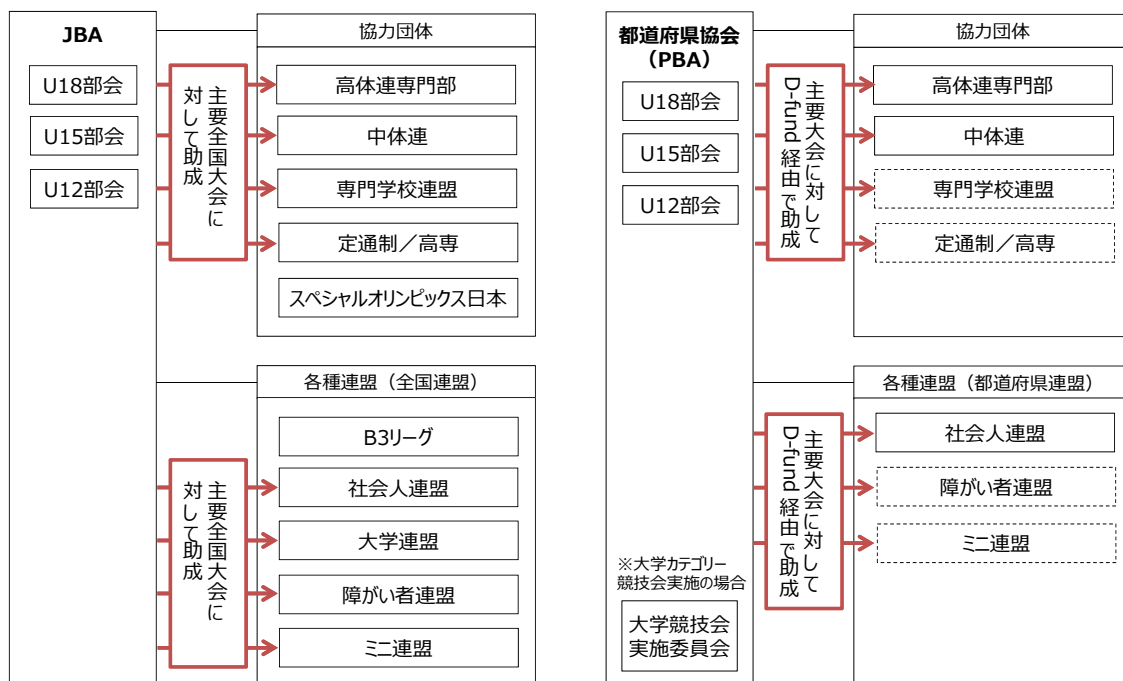 JBA
U18部会
U15部会
U12部会
主要全国大会に
対して助成
協力団体
高体連専門部
中体連
専門学校連盟
定通制／高専
スペシャルオリンピックス日本
主要全国大会に
対して助成
各種連盟（全国連盟）
B3リーグ
社会人連盟
大学連盟
障がい者連盟
ミニ連盟
都道府県協会
（PBA）
U18部会
U15部会
U12部会
主要大会に対して
D-fund 経由で助成
協力団体
高体連専門部
中体連
専門学校連盟
定通制／高専
※大学カテゴリー
競技会実施の場合
大学競技会
実施委員会
主要大会に対して
D-fund 経由で助成
各種連盟（都道府県連盟）
社会人連盟
障がい者連盟
ミニ連盟